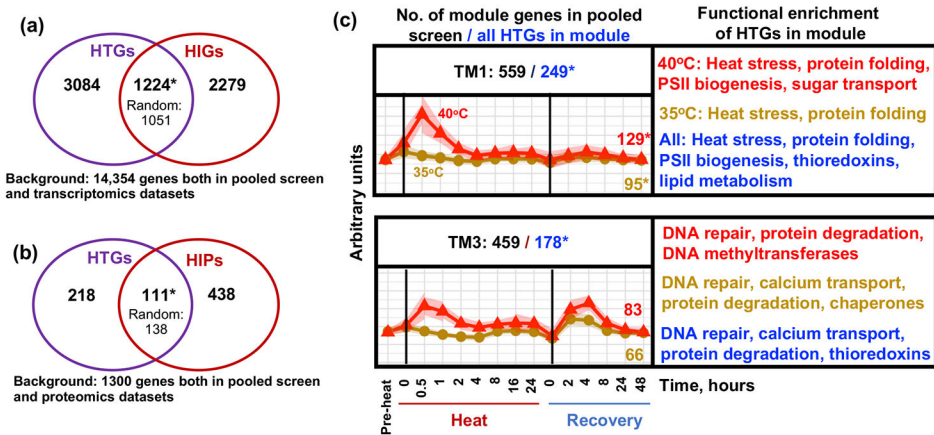 (a)
HTGs
HIGs
3084
1224*
2279
Random:
1051
Background: 14,354 genes both in pooled screen
and transcriptomics datasets
(b)
HTGs
HIPs
218
111*
438
Random:
138
Background: 1300 genes both in pooled screen
and proteomics datasets
(c)
No. of module genes in pooled
screen / all HTGs in module
Functional enrichment
of HTGs in module
Arbitrary units
TM1: 559 / 249*
40ºC
35ºC
129*
95*
40ºC: Heat stress, protein folding,
PSII biogenesis, sugar transport
35ºC: Heat stress, protein folding
All: Heat stress, protein folding,
PSII biogenesis, thioredoxins,
lipid metabolism
TM3: 459 / 178*
83
66
DNA repair, protein degradation,
DNA methyltransferases
DNA repair, calcium transport,
protein degradation, chaperones
DNA repair, calcium transport,
protein degradation, thioredoxins
Pre-heat 0 0.5 1 2 4 8 16 24 0 2 4 8 24 48 Time, hours
Heat
Recovery